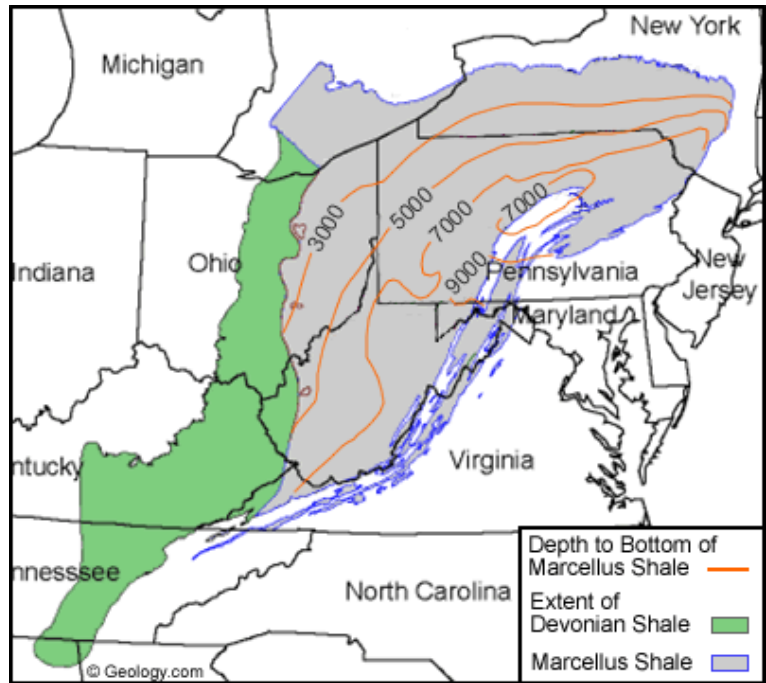 New York
Michigan
3000
5000
7000
7000
9000
Ohio
Indiana
Pennsylvania
New
Jersey
Maryland
Virginia
ntucky
nnesssee
North Carolina
Depth to Bottom of
Marcellus Shale
Extent of
Devonian Shale
Marcellus Shale
© Geology.com